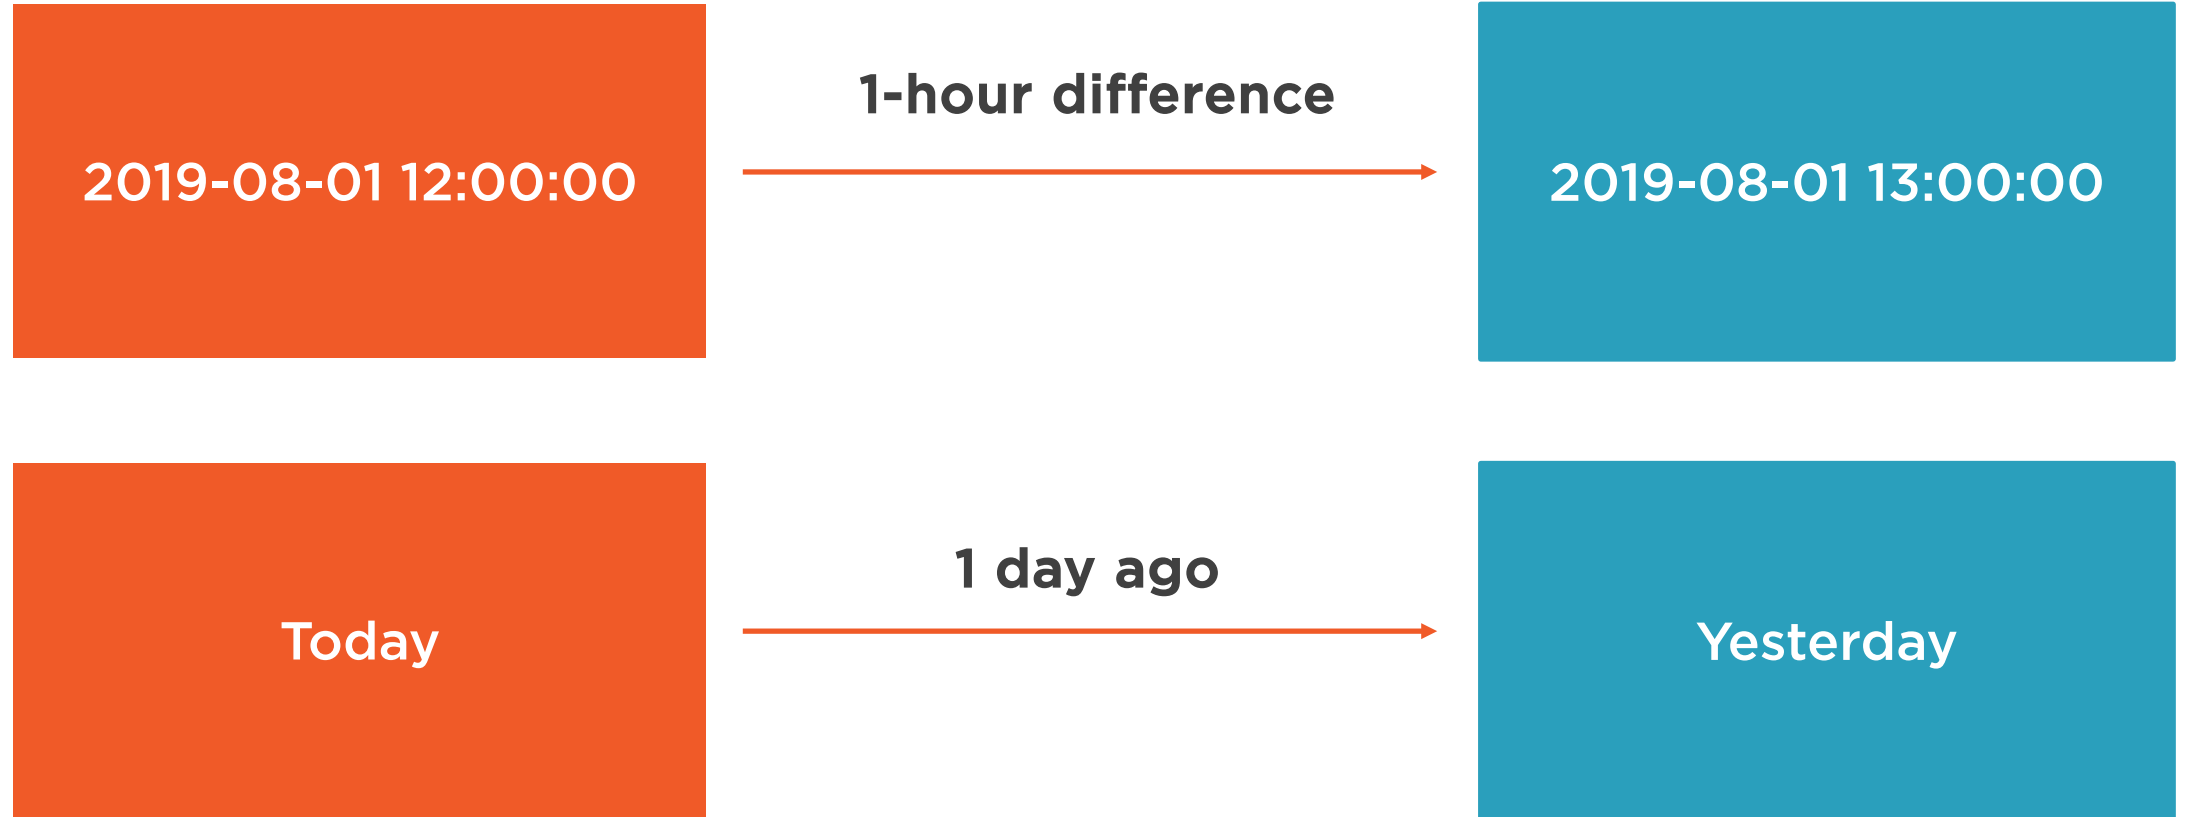 1-hour difference
2019-08-01 12:00:00
2019-08-01 13:00:00
1 day ago
Today
Yesterday